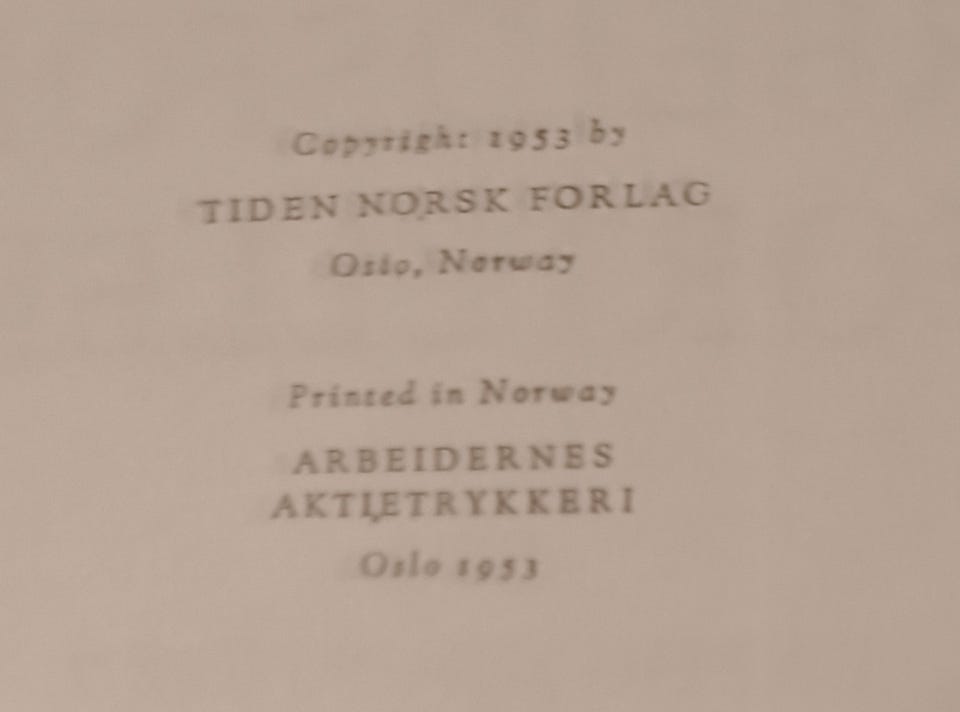 Copyright 1953 by
TIDEN NORSK FORLAG
Oslo, Norway
Printed in Norway
ARBEIDERNES
AKTIETRYKKERI
Oslo 1953